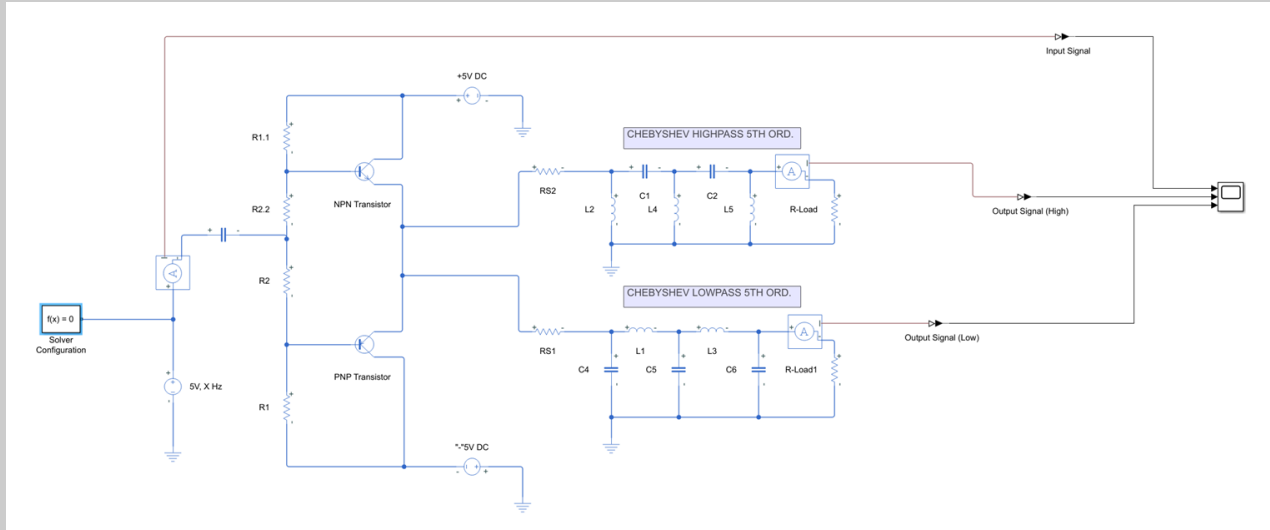 Input Signal
+5V DC
R1.1
CHEBYSHEV HIGHPASS 5TH ORD.
NPN Transistor
RS2
C1
C2
L2
L4
L5
R-Load
Output Signal (High)
R2.2
R2
f(x) = 0
Solver
Configuration
CHEBYSHEV LOWPASS 5TH ORD.
Output Signal (Low)
RS1
L1
L3
C4
C5
C6
R-Load1
PNP Transistor
5V, X Hz
R1
"-"5V DC